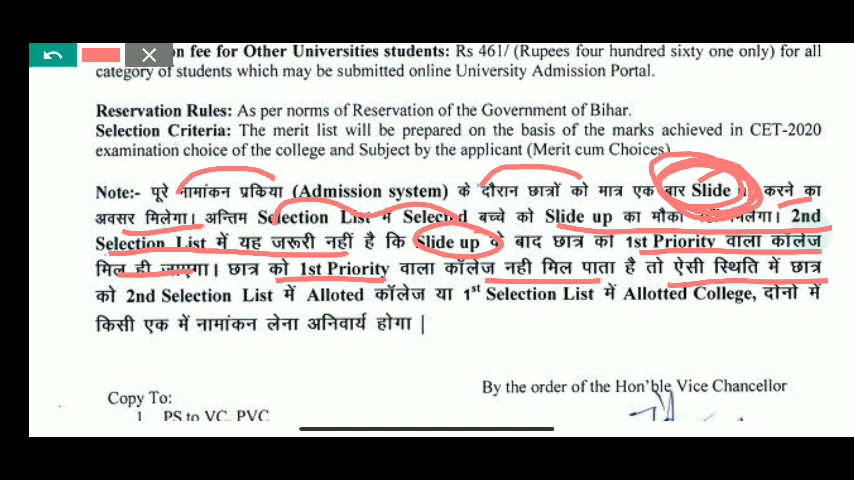 n fee for Other Universities students: Rs 461/ (Rupees four hundred sixty one only) for all
category of students which may be submitted online University Admission Portal.
Reservation Rules: As per norms of Reservation of the Government of Bihar.
Selection Criteria: The merit list will be prepared on the basis of the marks achieved in CET-2020
examination choice of the college and Subject by the applicant (Merit cum Choices)
Note:- पूरे नामांकन प्रकिया (Admission system) के दौरान छात्रों को मात्र एक बार Slide करने का
अवसर मिलेगा। अन्तिम Selection List में Selected बच्चे को Slide up का मौका नहीं मिलेगा। 2nd
Selection List में यह जरूरी नहीं है कि Slide up के बाद छात्र को 1st Priority वाला कॉलेज
मिल ही जाएगा। छात्र को 1st Priority वाला कॉलेज नही मिल पाता है तो ऐसी स्थिति में छात्र
को 2nd Selection List में Alloted कॉलेज या 1st Selection List में Allotted College, दोनो में
किसी एक में नामांकन लेना अनिवार्य होगा |
By the order of the Hon'ble Vice Chancellor
Copy To:
1. PS to VC, PVC